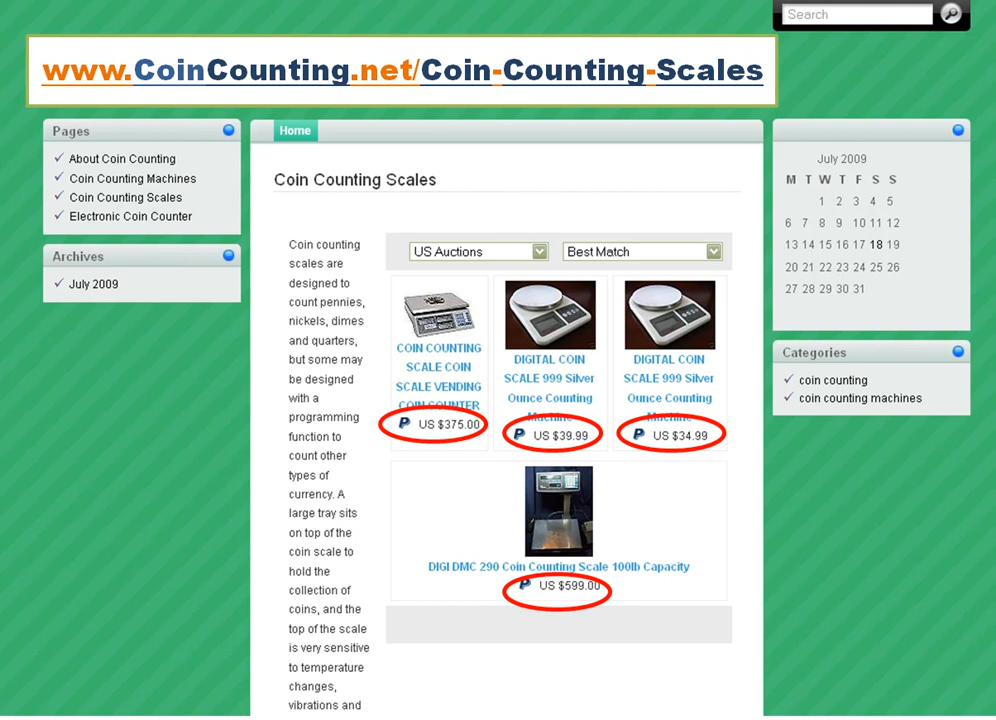 Search
www.CoinCounting.net/Coin-Counting-Scales
Pages
About Coin Counting
Coin Counting Machines
Coin Counting Scales
Electronic Coin Counter
Archives
July 2009
Home
Coin Counting Scales
Coin counting
scales are
designed to
count pennies,
nickels, dimes
and quarters,
but some may
be designed
with a
programming
function to
count other
types of
currency. A
large tray sits
on top of the
coin scale to
hold the
collection of
coins, and the
top of the scale
is very sensitive
to temperature
changes,
vibrations and
US Auctions
Best Match
COIN COUNTING
SCALE COIN
SCALE VENDING
COIN COUNTER
US $375.00
DIGITAL COIN
SCALE 999 Silver
Ounce Counting
Machine
US $39.99
DIGITAL COIN
SCALE 999 Silver
Ounce Counting
Machine
US $34.99
DIGI DMC 290 Coin Counting Scale 100lb Capacity
US $599.00
July 2009
M T W T F S S
1 2 3 4 5
6 7 8 9 10 11 12
13 14 15 16 17 18 19
20 21 22 23 24 25 26
27 28 29 30 31
Categories
coin counting
coin counting machines